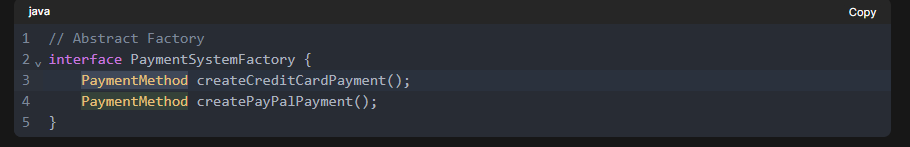 java Copy
1 // Abstract Factory
2 interface PaymentSystemFactory {
3     PaymentMethod createCreditCardPayment();
4     PaymentMethod createPayPalPayment();
5 }